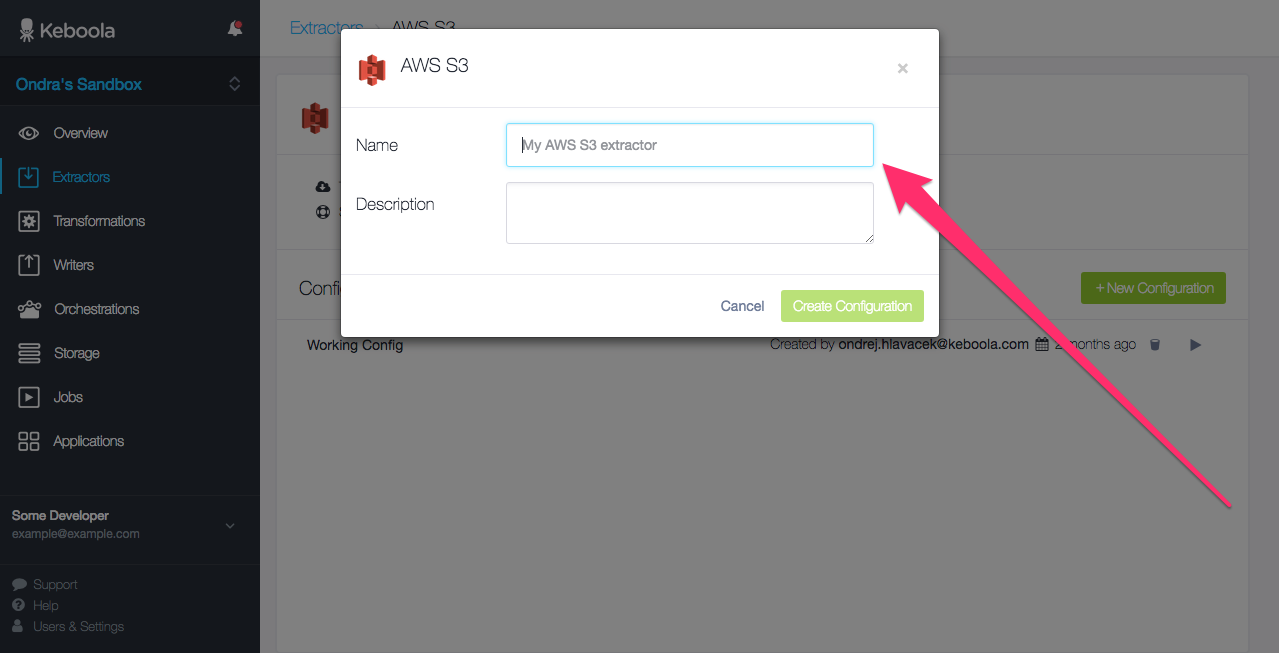 Keboola
Ondra's Sandbox
Overview
Extractors
Transformations
Writers
Orchestrations
Storage
Jobs
Applications
Some Developer
example@example.com
Support
Help
Users & Settings
Extractors > AWS S3
AWS S3
×
Name
My AWS S3 extractor
Description
Cancel
Create Configuration
+ New Configuration
Working Config
Created by ondrej.hlavacek@keboola.com 2 months ago